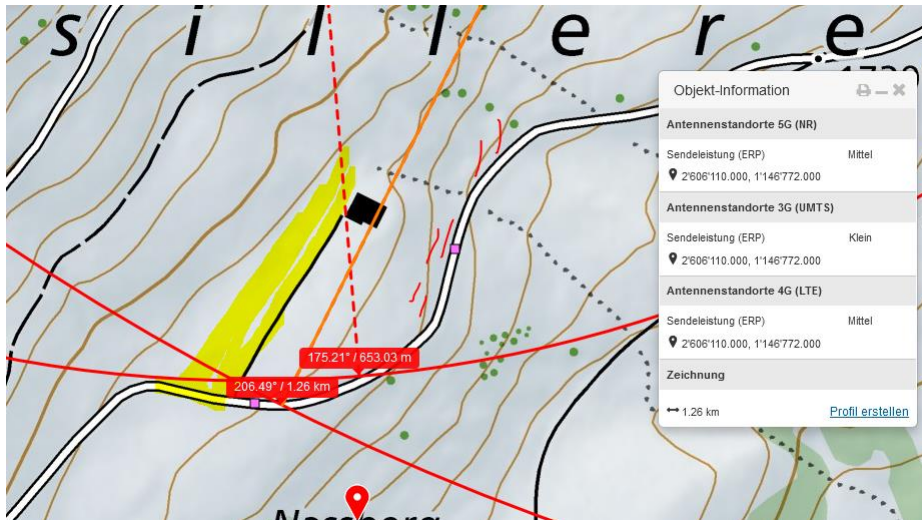 s i l l e r e
1730
Objekt-Information
Antennenstandorte 5G (NR)
Sendeleistung (ERP) Mittel
2'606'110.000, 1'146'772.000
Antennenstandorte 3G (UMTS)
Sendeleistung (ERP) Klein
2'606'110.000, 1'146'772.000
Antennenstandorte 4G (LTE)
Sendeleistung (ERP) Mittel
2'606'110.000, 1'146'772.000
Zeichnung
1.26 km Profil erstellen
175.21° / 653.03 m
206.49° / 1.26 km